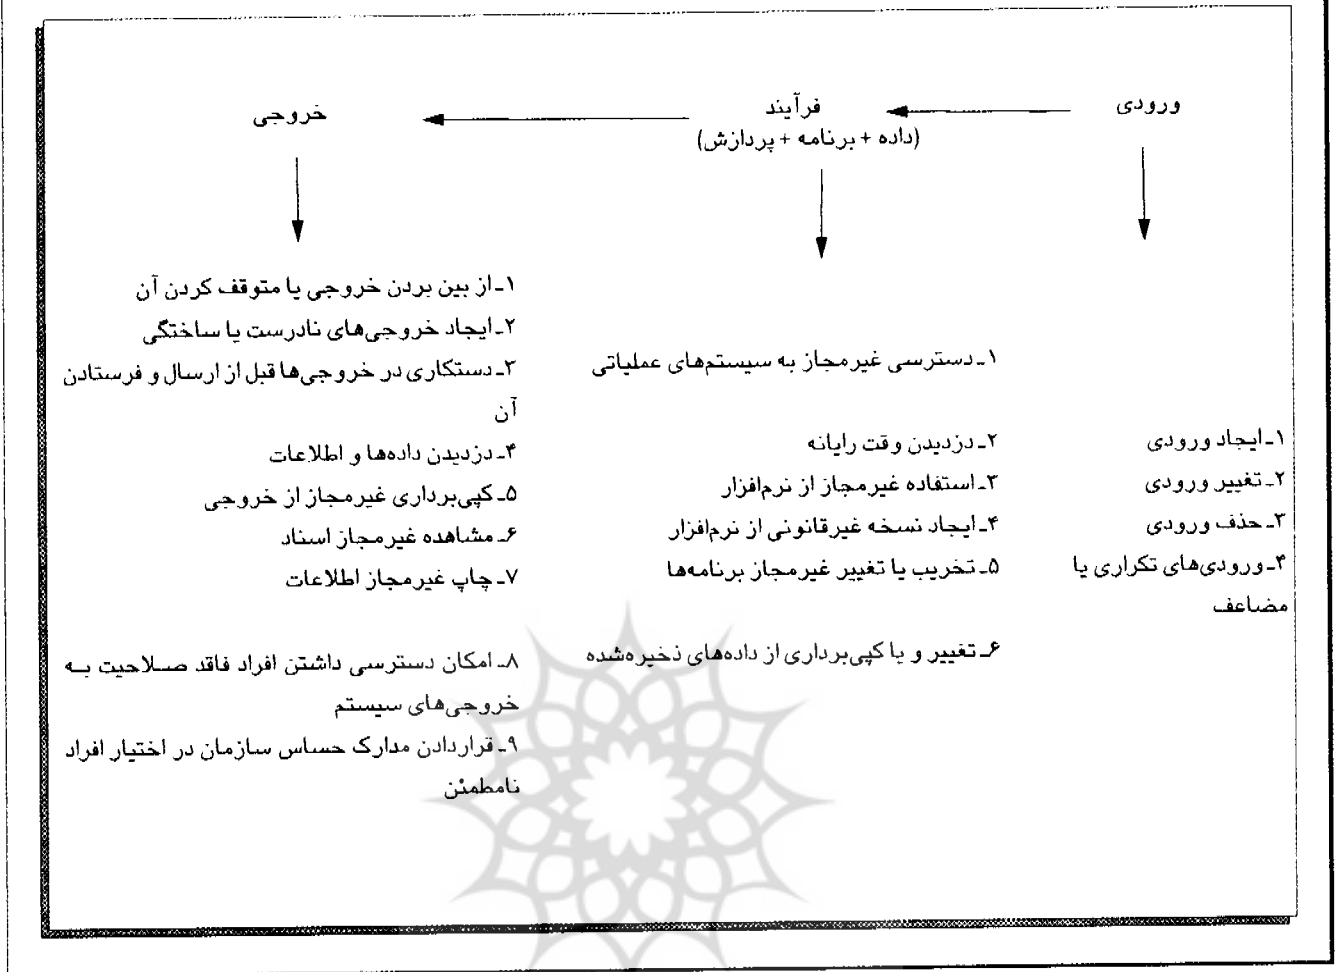 ورودی
فرآیند
(داده + برنامه + پردازش)
خروجی
۱ـ ایجاد ورودی
۲ـ تغییر ورودی
۳ـ حذف ورودی
۴ـ ورودی‌های تکراری یا
مضاعف
۱ـ دسترسی غیرمجاز به سیستم‌های عملیاتی
۲ـ دزدیدن وقت رایانه
۳ـ استفاده غیرمجاز از نرم‌افزار
۴ـ ایجاد نسخه غیرقانونی از نرم‌افزار
۵ـ تخریب یا تغییر غیرمجاز برنامه‌ها
۶ـ تغییر و یا کپی‌برداری از داده‌های ذخیره‌شده
۱ـ از بین بردن خروجی یا متوقف کردن آن
۲ـ ایجاد خروجی‌های نادرست یا ساختگی
۳ـ دستکاری در خروجی‌ها قبل از ارسال و فرستادن
آن
۴ـ دزدیدن داده‌ها و اطلاعات
۵ـ کپی‌برداری غیرمجاز از خروجی
۶ـ مشاهده غیرمجاز اسناد
۷ـ چاپ غیرمجاز اطلاعات
۸ـ امکان دسترسی داشتن افراد فاقد صلاحیت به
خروجی‌های سیستم
۹ـ قراردادن مدارک حساس سازمان در اختیار افراد
نامطمئن